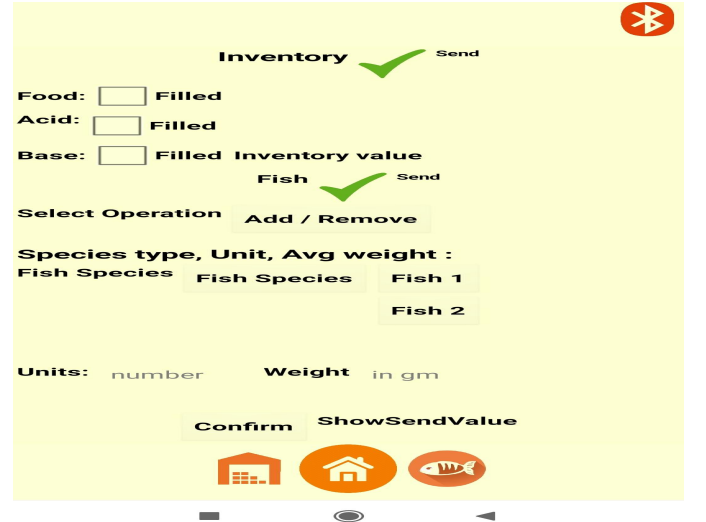 Inventory Send
Food: Filled
Acid: Filled
Base: Filled Inventory value
Fish Send
Select Operation Add / Remove
Species type, Unit, Avg weight :
Fish Species Fish Species Fish 1
Fish 2
Units: number Weight in gm
Confirm ShowSendValue